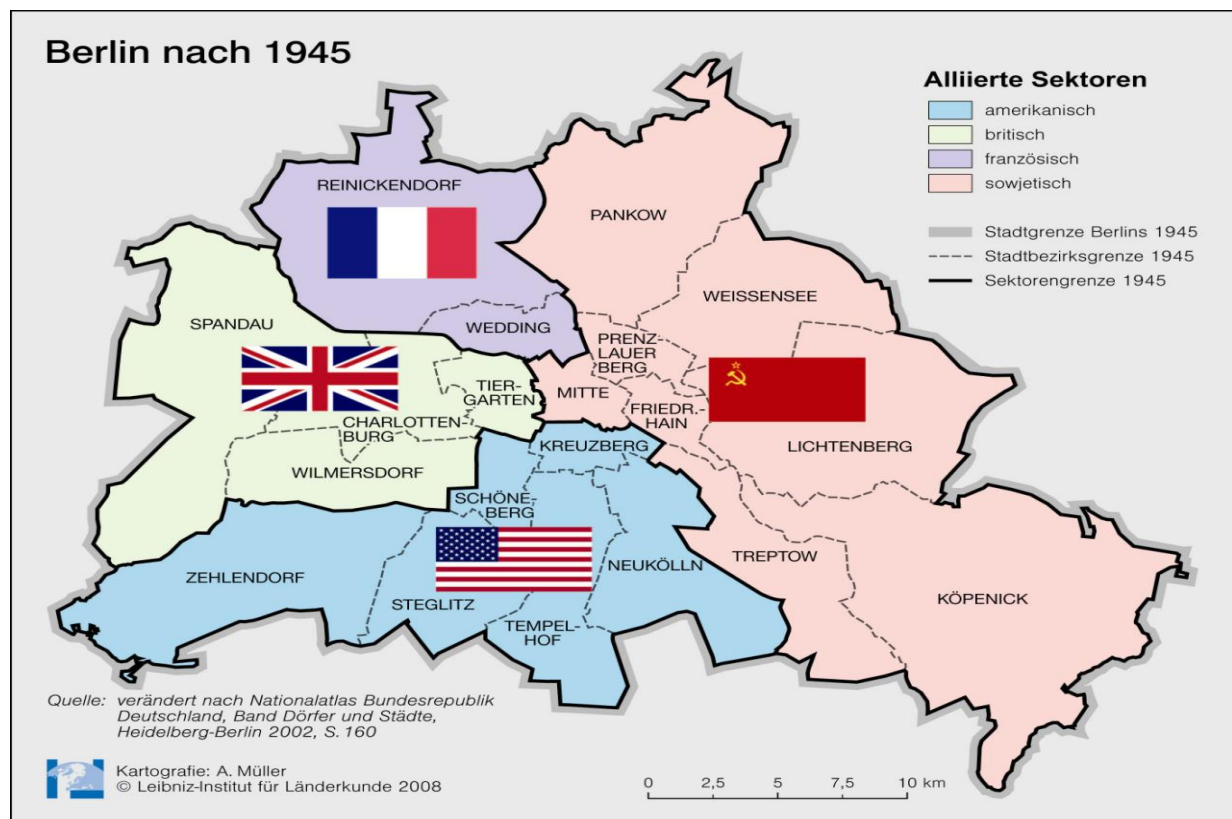 Berlin nach 1945
Alliierte Sektoren
amerikanisch
britisch
französisch
sowjetisch
Stadtgrenze Berlins 1945
Stadtbezirksgrenze 1945
Sektorengrenze 1945
REINICKENDORF
PANKOW
WEISSENSEE
SPANDAU
WEDDING
PRENZ-
LAUER
BERG
MITTE
TIER-
GARTEN
FRIEDR.-
HAIN
CHARLOTTEN-
BURG
LICHTENBERG
KREUZBERG
WILMERSDORF
SCHÖNE-
BERG
ZEHLENDORF
STEGLITZ
NEUKÖLLN
TREPTOW
KÖPENICK
TEMPEL-
HOF
Quelle: verändert nach Nationalatlas Bundesrepublik
Deutschland, Band Dörfer und Städte,
Heidelberg-Berlin 2002, S. 160
Kartografie: A. Müller
© Leibniz-Institut für Länderkunde 2008
0 2,5 5 7,5 10 km